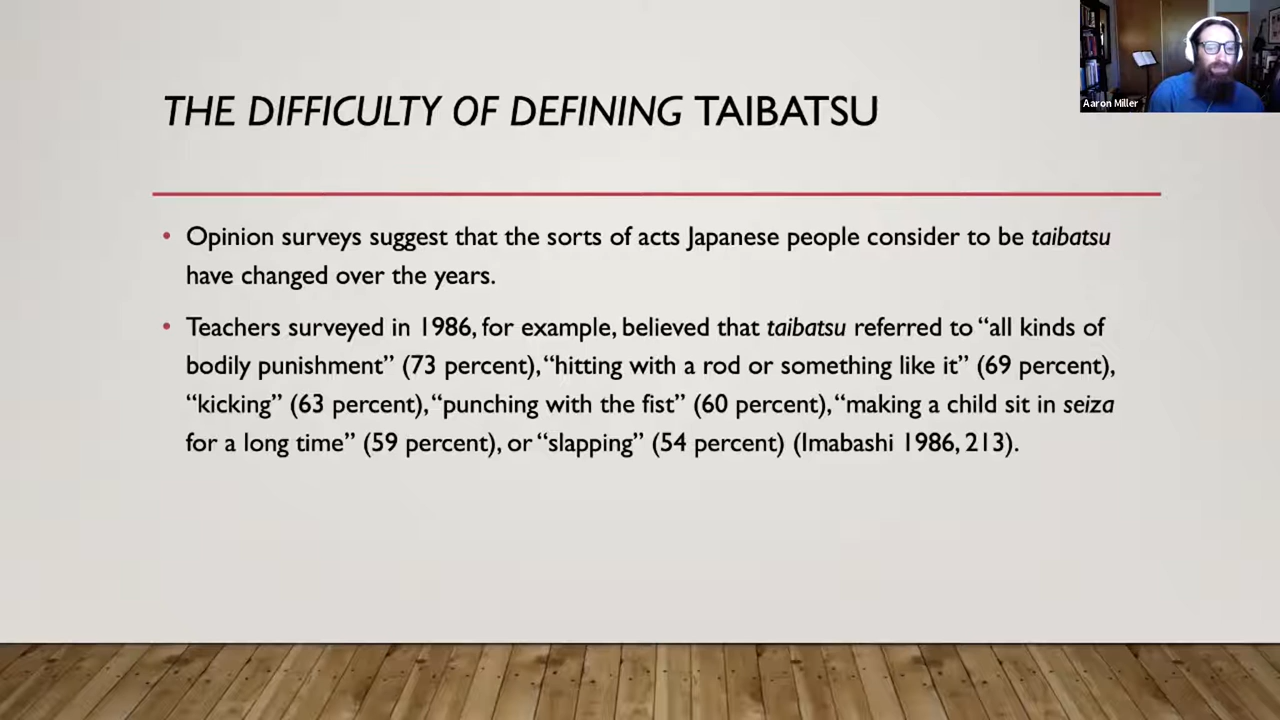 THE DIFFICULTY OF DEFINING TAIBATSU
Aaron Miller
• Opinion surveys suggest that the sorts of acts Japanese people consider to be taibatsu
have changed over the years.
• Teachers surveyed in 1986, for example, believed that taibatsu referred to “all kinds of
bodily punishment” (73 percent), “hitting with a rod or something like it” (69 percent),
“kicking” (63 percent), “punching with the fist” (60 percent), “making a child sit in seiza
for a long time” (59 percent), or “slapping” (54 percent) (Imabashi 1986, 213).